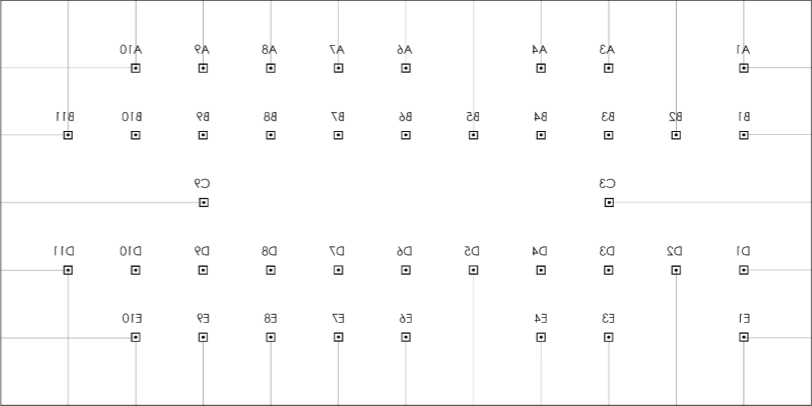 A1 A3 A4 A6 A7 A8 A9 A10
B1 B2 B3 B4 B5 B6 B7 B8 B9 B10 B11
C3 C9
D1 D2 D3 D4 D5 D6 D7 D8 D9 D10 D11
E1 E3 E4 E6 E7 E8 E9 E10